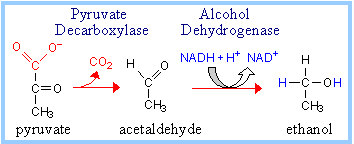 Pyruvate Decarboxylase
Alcohol Dehydrogenase
O O⁻
C
C=O
CH₃
CO₂
H O
C
CH₃
NADH + H⁺ NAD⁺
H
H–C–OH
CH₃
pyruvate acetaldehyde ethanol